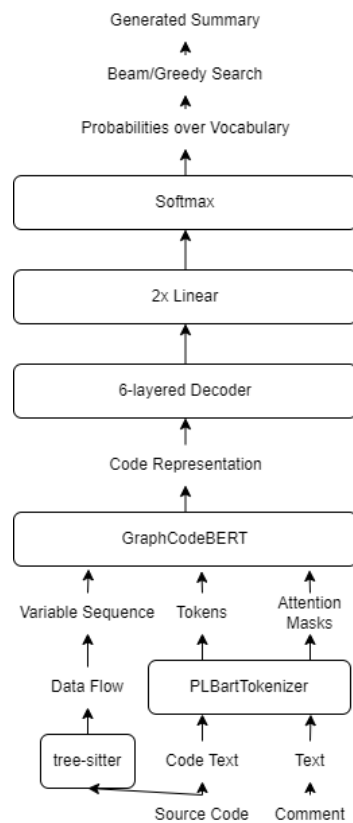 Generated Summary
Beam/Greedy Search
Probabilities over Vocabulary
Softmax
2x Linear
6-layered Decoder
Code Representation
GraphCodeBERT
Variable Sequence
Tokens
Attention
Masks
Data Flow
PLBartTokenizer
tree-sitter
Code Text
Text
Source Code
Comment